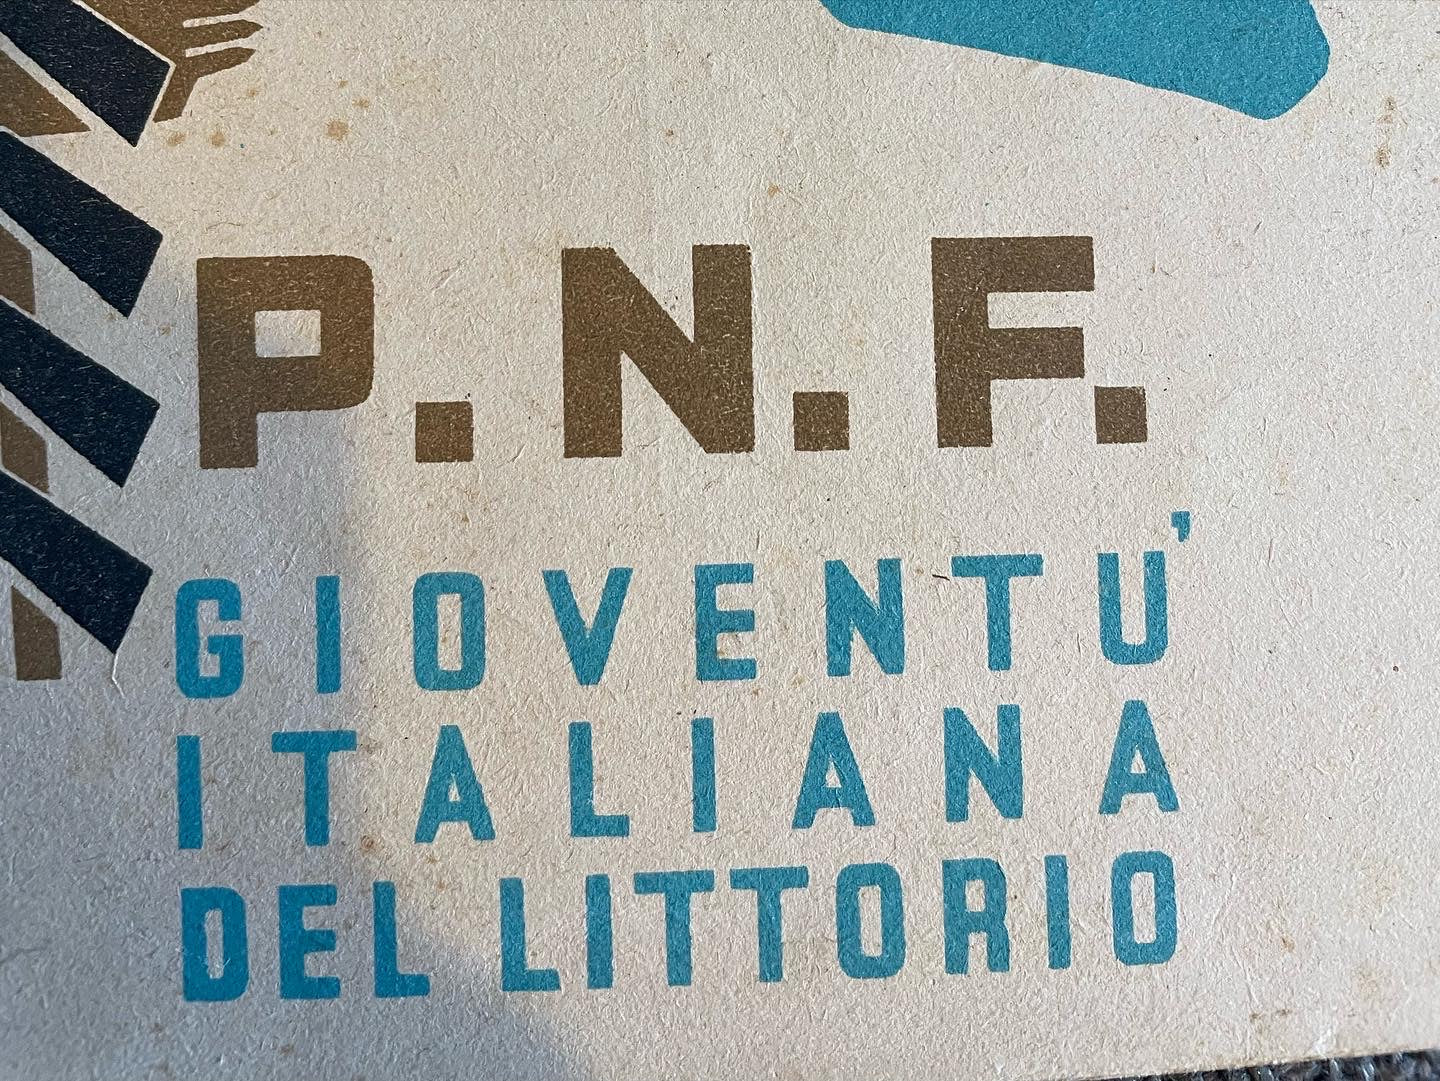 P.N.F.
GIOVENTU'
ITALIANA
DEL LITTORIO